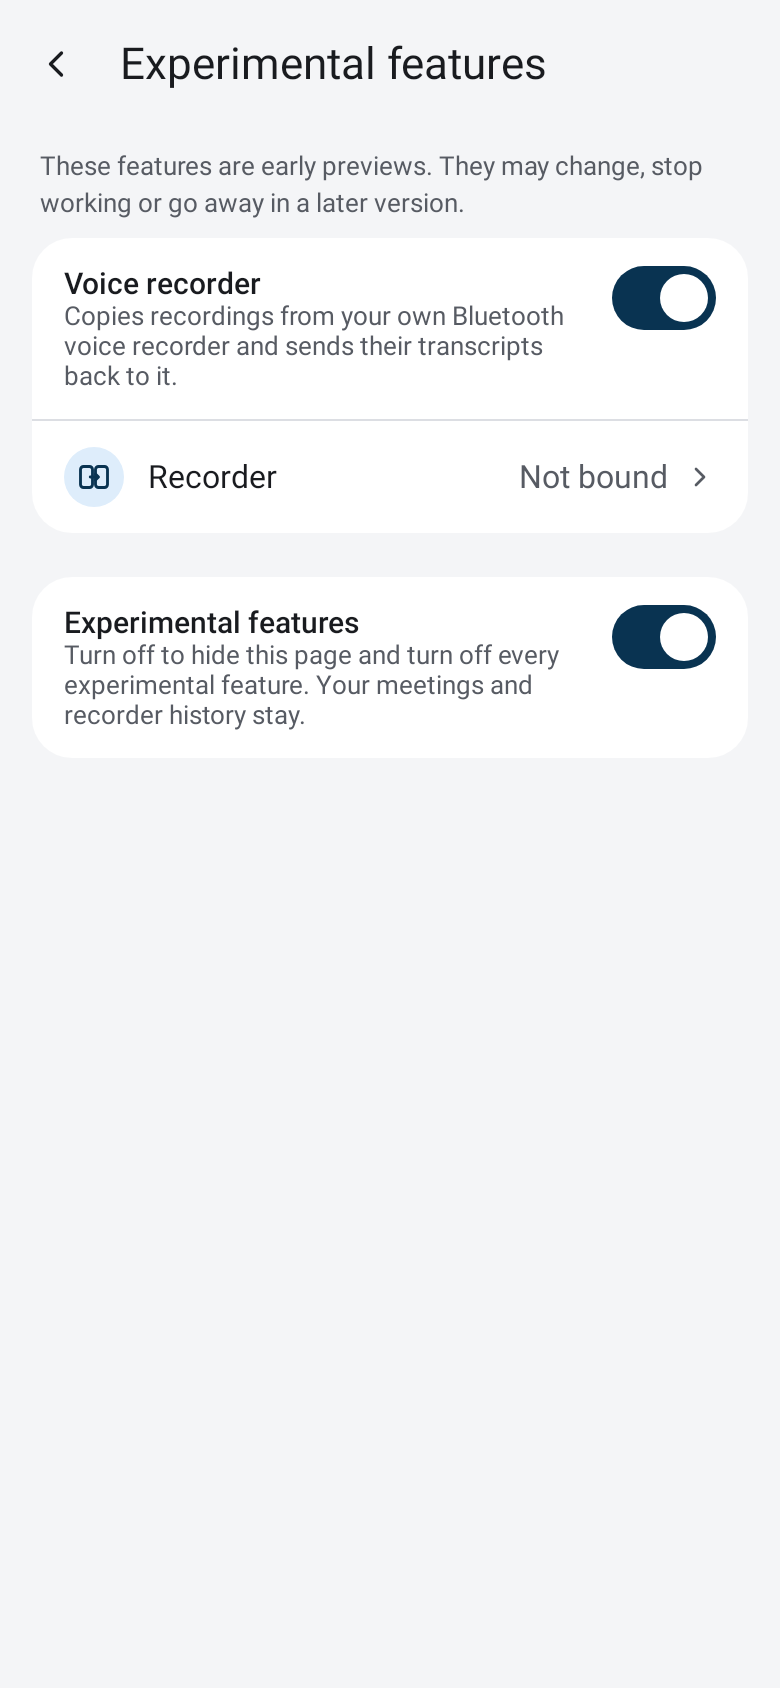 Experimental features
These features are early previews. They may change, stop
working or go away in a later version.
Voice recorder
Copies recordings from your own Bluetooth
voice recorder and sends their transcripts
back to it.
Recorder Not bound
Experimental features
Turn off to hide this page and turn off every
experimental feature. Your meetings and
recorder history stay.